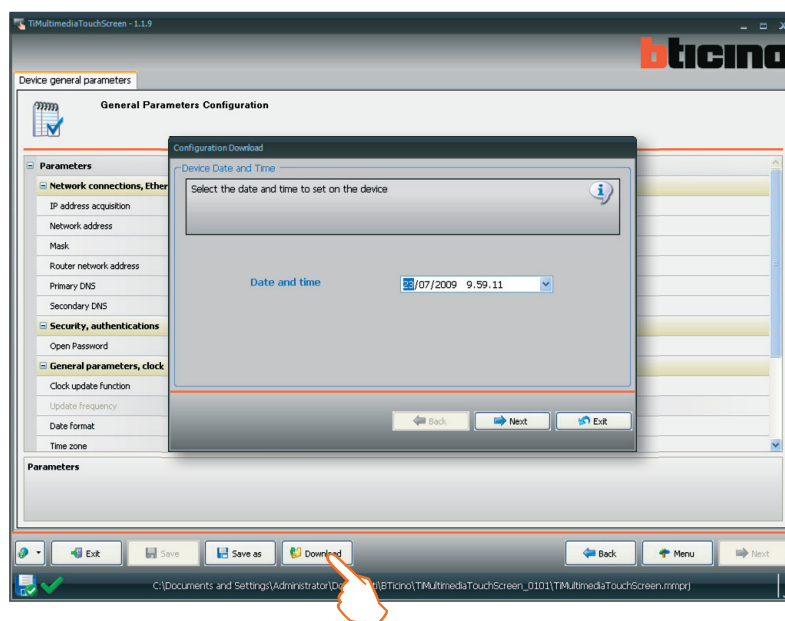 TiMultimediaTouchScreen - 1.1.9
bticino
Device general parameters
General Parameters Configuration
Configuration Download
Device Date and Time
Select the date and time to set on the device
Date and time
23/07/2009 9.59.11
Back
Next
Exit
Parameters
Network connections, Ether
IP address acquisition
Network address
Mask
Router network address
Primary DNS
Secondary DNS
Security, authentications
Open Password
General parameters, clock
Clock update function
Update frequency
Date format
Time zone
Parameters
Exit
Save
Save as
Download
Back
Menu
Next
C:\Documents and Settings\Administrator\Do ti\BTicino\TiMultimediaTouchScreen_0101\TiMultimediaTouchScreen.mmprj